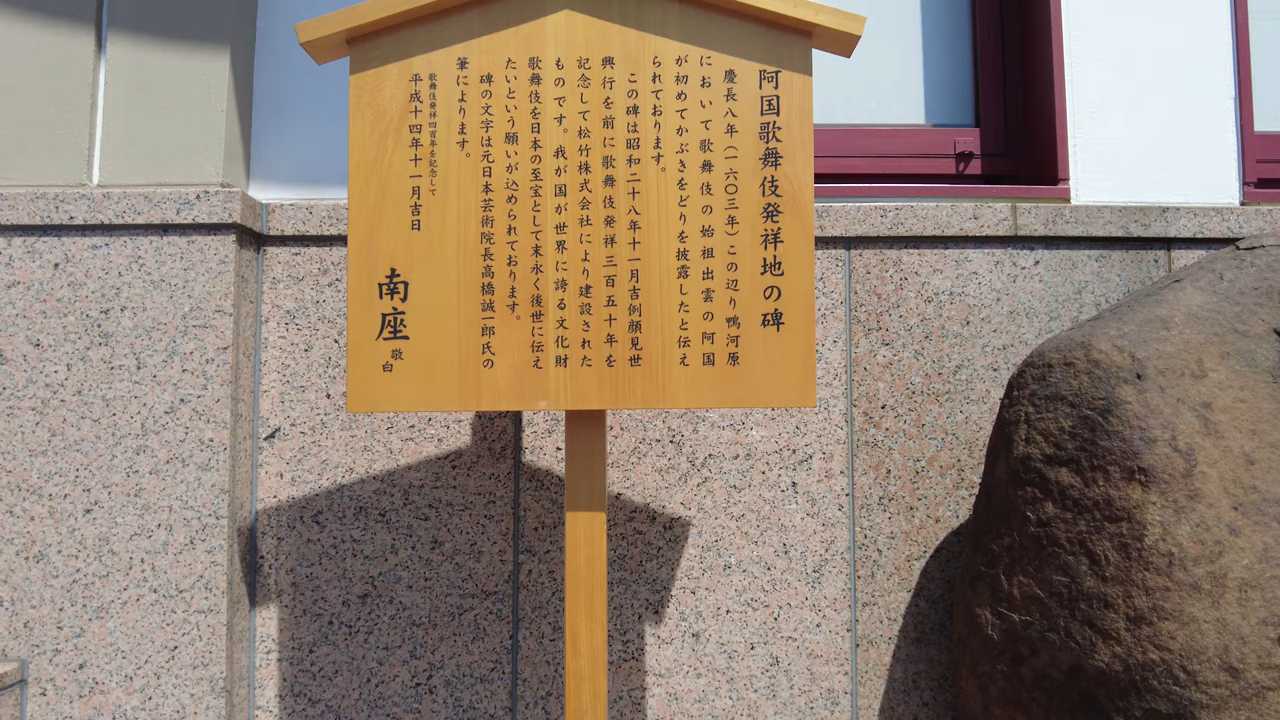 阿国歌舞伎発祥地の碑
慶長八年（一六〇三年）この辺り鴨河原
において歌舞伎の始祖出雲の阿国
が初めてかぶきをどりを披露したと伝え
られております。
この碑は昭和二十八年十一月吉例顔見世
興行を前に歌舞伎発祥三百五十年を
記念して松竹株式会社により建設された
ものです。我が国が世界に誇る文化財
歌舞伎を日本の至宝として末永く後世に伝え
たいという願いが込められております。
碑の文字は元日本芸術院長高橋誠一郎氏の
筆によります。
歌舞伎発祥四百年を記念して
平成十四年十一月吉日
南座 敬白